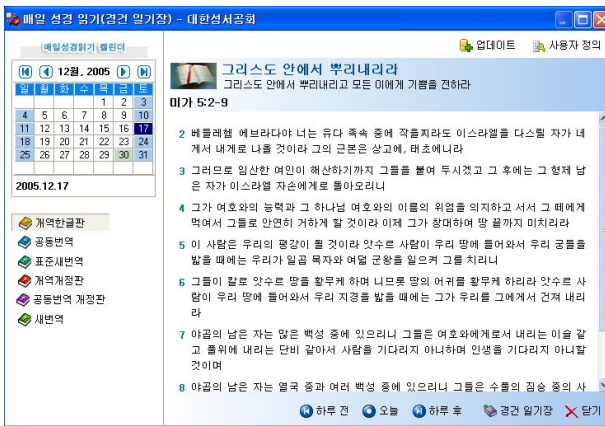 매일 성경 읽기(경건 일기장) - 대한성서공회
매일성경읽기 캘린더
업데이트 사용자 정의
12월, 2005
일 월 화 수 목 금 토
1 2 3
4 5 6 7 8 9 10
11 12 13 14 15 16 17
18 19 20 21 22 23 24
25 26 27 28 29 30 31
2005.12.17
개역한글판
공동번역
표준새번역
개역개정판
공동번역 개정판
새번역
그리스도 안에서 뿌리내리라
그리스도 안에서 뿌리내리고 모든 이에게 기쁨을 전하라
미가 5:2-9
2 베들레헴 에브라다야 너는 유다 족속 중에 작을찌라도 이스라엘을 다스릴 자가 네
게서 내게로 나올 것이라 그의 근본은 상고에, 태초에니라
3 그러므로 임산한 여인이 해산하기까지 그들을 붙여 두시겠고 그 후에는 그 형제 남
은 자가 이스라엘 자손에게로 돌아오리니
4 그가 여호와의 능력과 그 하나님 여호와의 이름의 위엄을 의지하고 서서 그 떼에게
먹여서 그들로 안연히 거하게 할 것이라 이제 그가 창대하여 땅 끝까지 미치리라
5 이 사람은 우리의 평강이 될 것이라 앗수르 사람이 우리 땅에 들어와서 우리 궁들을
밟을 때에는 우리가 일곱 목자와 여덟 군왕을 일으켜 그를 치리니
6 그들이 칼로 앗수르 땅을 황무케 하며 니므롯 땅의 어귀를 황무케 하리라 앗수르 사
람이 우리 땅에 들어와서 우리 지경을 밟을 때에는 그가 우리를 그에게서 건져 내리
라
7 야곱의 남은 자는 많은 백성 중에 있으리니 그들은 여호와에게로서 내리는 이슬 같
고 풀위에 내리는 단비 같아서 사람을 기다리지 아니하며 인생을 기다리지 아니할
것이며
8 야곱의 남은 자는 열국 중과 여러 백성 중에 있으리니 그들은 수풀의 짐승 중의 사
하루 전 오늘 하루 후 경건 일기장 닫기